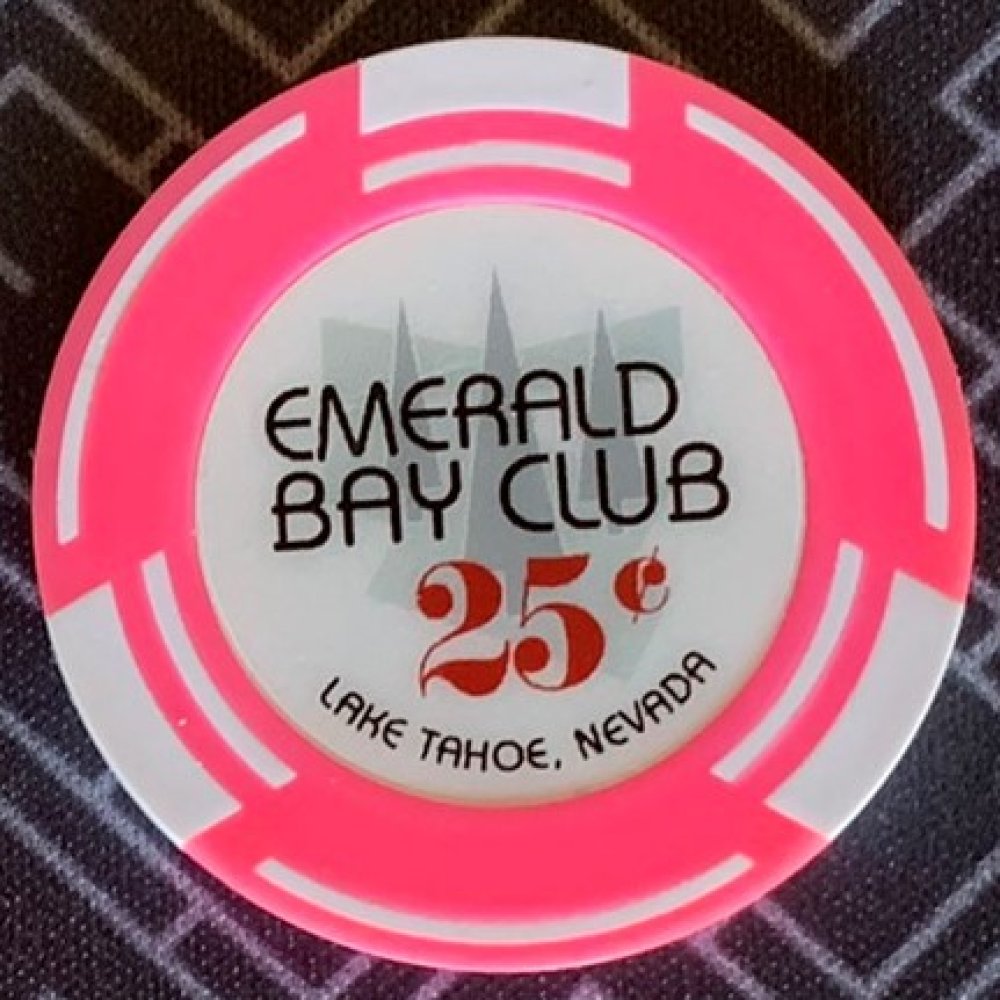 EMERALD
BAY CLUB
25¢
LAKE TAHOE, NEVADA